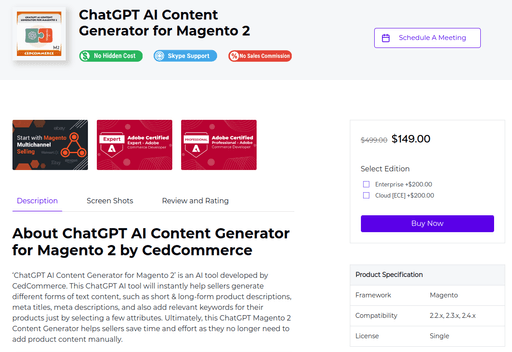 ChatGPT AI Content
Generator for Magento 2
CEDCOMMERCE
No Hidden Cost
Skype Support
No Sales Commission
Schedule A Meeting
Start with Magento
Multichannel
Selling
Expert
Adobe Certified
Expert - Adobe
Commerce Developer
PROFESSIONAL
Adobe Certified
Professional - Adobe
Commerce Developer
$499.00 $149.00
Select Edition
Enterprise +$200.00
Cloud [ECE] +$200.00
Buy Now
Description
Screen Shots
Review and Rating
About ChatGPT AI Content Generator
for Magento 2 by CedCommerce
'ChatGPT AI Content Generator for Magento 2' is an AI tool developed by
CedCommerce. This ChatGPT AI tool will instantly help sellers generate
different forms of text content, such as short & long-form product descriptions,
meta titles, meta descriptions, and also add relevant keywords for their
products just by selecting a few attributes. Ultimately, this ChatGPT Magento 2
Content Generator helps sellers save time and effort as they no longer need to
add product content manually.
Product Specification
Framework Magento
Compatibility 2.2.x, 2.3.x, 2.4.x
License Single